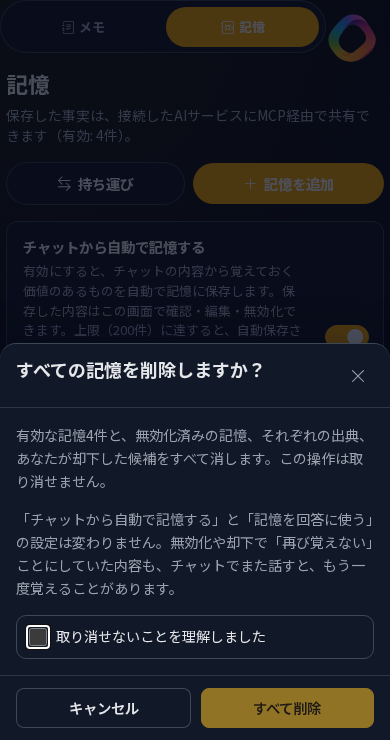 メモ
記憶
記憶
保存した事実は、接続したAIサービスにMCP経由で共有で
きます（有効: 4件）。
持ち運び
記憶を追加
チャットから自動で記憶する
有効にすると、チャットの内容から覚えておく
価値のあるものを自動で記憶に保存します。保
存した内容はこの画面で確認・編集・無効化で
きます。上限（200件）に達すると、自動保存さ
すべての記憶を削除しますか？
有効な記憶4件と、無効化済みの記憶、それぞれの出典、
あなたが却下した候補をすべて消します。この操作は取
り消せません。
「チャットから自動で記憶する」と「記憶を回答に使う」
の設定は変わりません。無効化や却下で「再び覚えない」
ことにしていた内容も、チャットでまた話すと、もう一
度覚えることがあります。
取り消せないことを理解しました
キャンセル
すべて削除